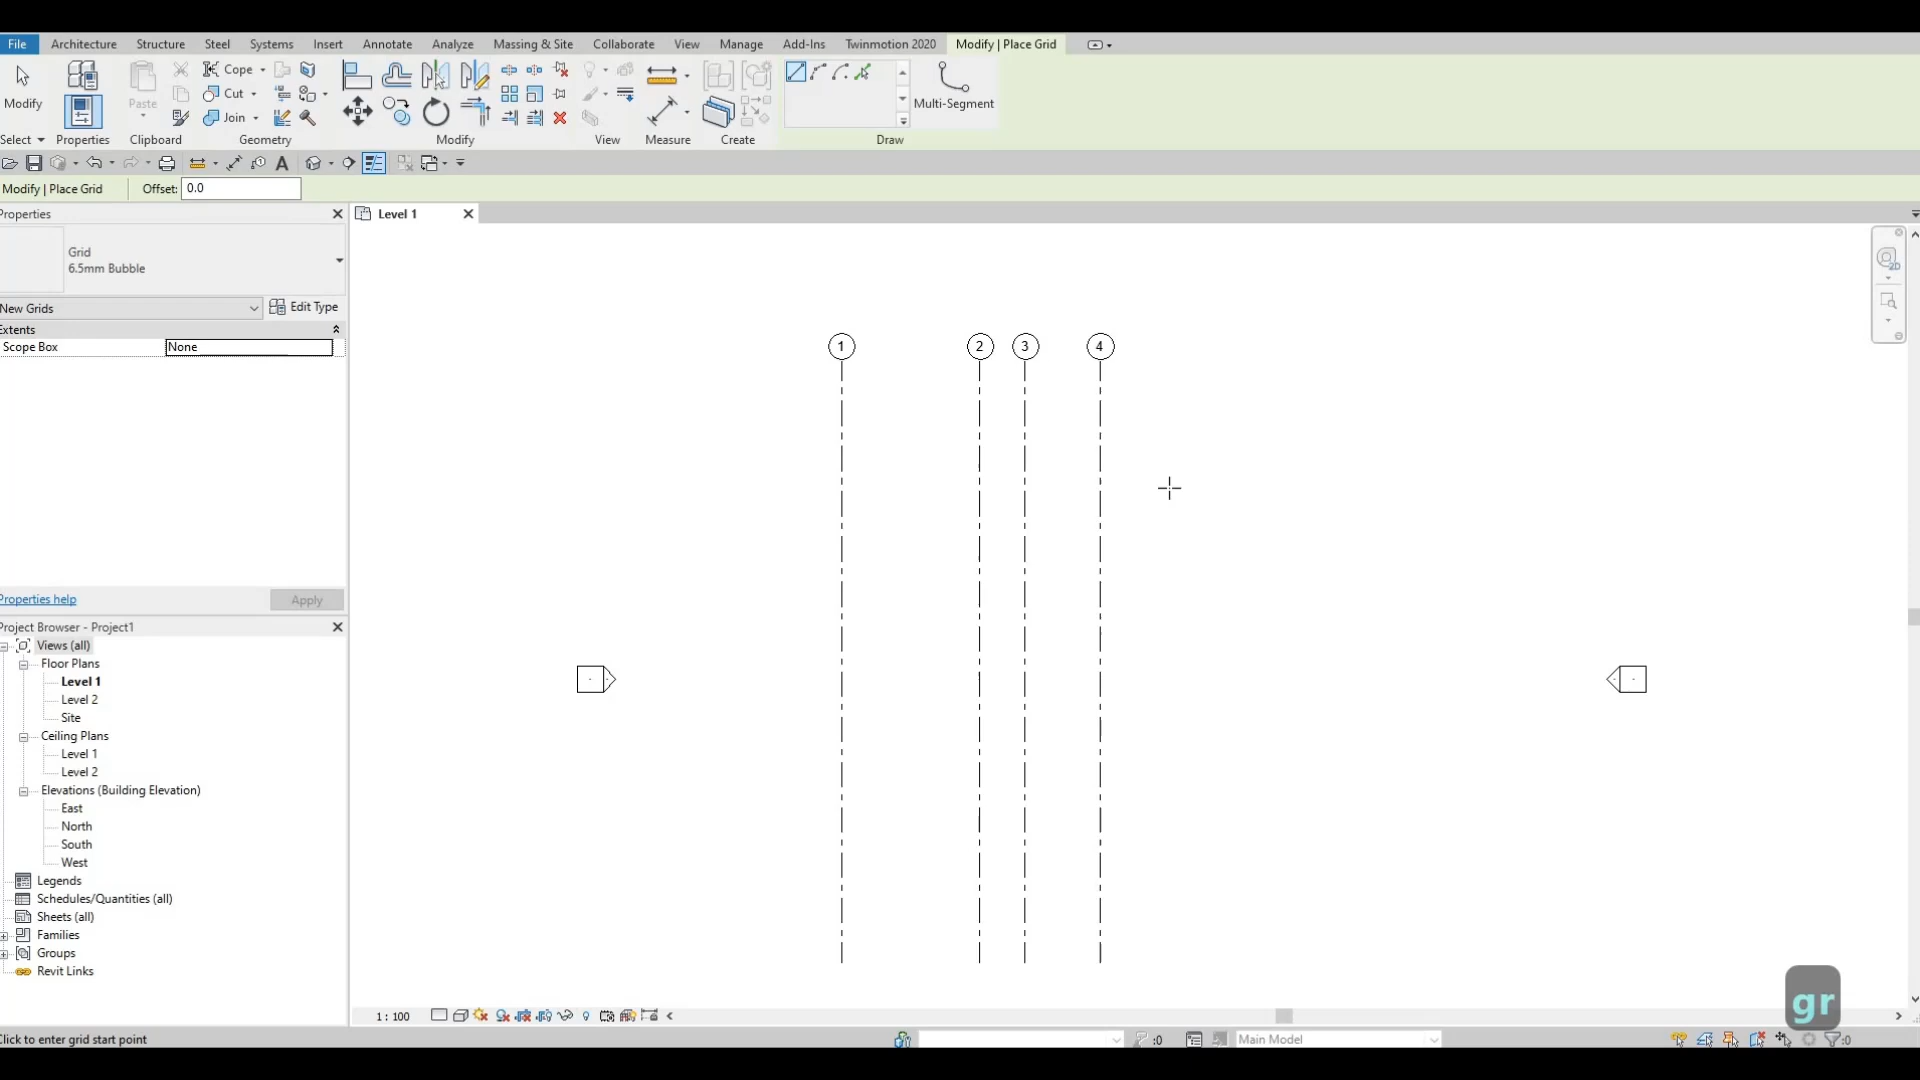 File Architecture Structure Steel Systems Insert Annotate Analyze Massing & Site Collaborate View Manage Add-Ins Twinmotion 2020 Modify | Place Grid
Modify Paste Cope Cut Join Multi-Segment
Select Properties Clipboard Geometry Modify View Measure Create Draw
A
Modify | Place Grid Offset: 0.0
Properties
Level 1
Grid
6.5mm Bubble
2D
New Grids Edit Type
Extents
Scope Box None
1 2 3 4
Properties help Apply
Project Browser - Project1
Views (all)
Floor Plans
Level 1
Level 2
Site
Ceiling Plans
Level 1
Level 2
Elevations (Building Elevation)
East
North
South
West
Legends
Schedules/Quantities (all)
Sheets (all)
Families
Groups
Revit Links
gr
1 : 100
Click to enter grid start point :0 Main Model :0